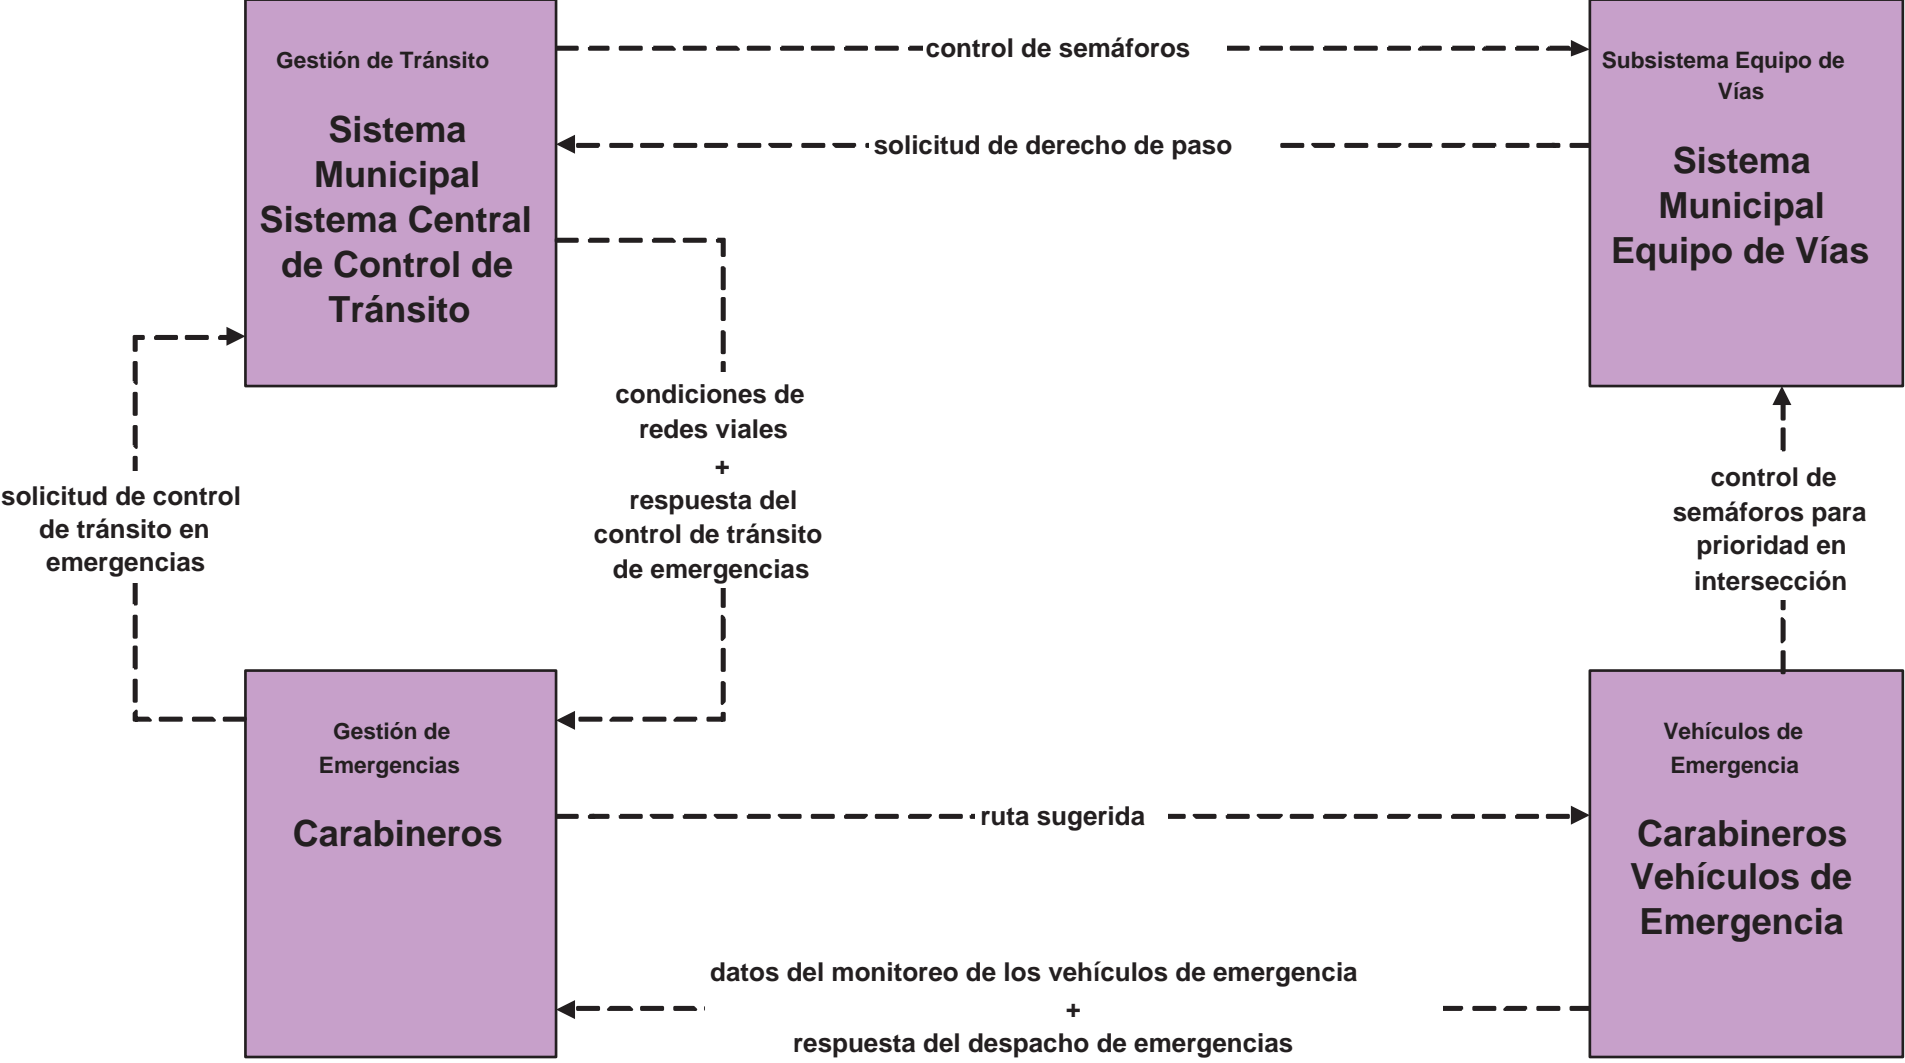 Gestión de Tránsito
Sistema
Municipal
Sistema Central
de Control de
Tránsito
control de semáforos
solicitud de derecho de paso
Subsistema Equipo de
Vías
Sistema
Municipal
Equipo de Vías
condiciones de
redes viales
+
respuesta del
control de tránsito
de emergencias
solicitud de control
de tránsito en
emergencias
control de
semáforos para
prioridad en
intersección
Gestión de
Emergencias
Carabineros
ruta sugerida
Vehículos de
Emergencia
Carabineros
Vehículos de
Emergencia
datos del monitoreo de los vehículos de emergencia
+
respuesta del despacho de emergencias